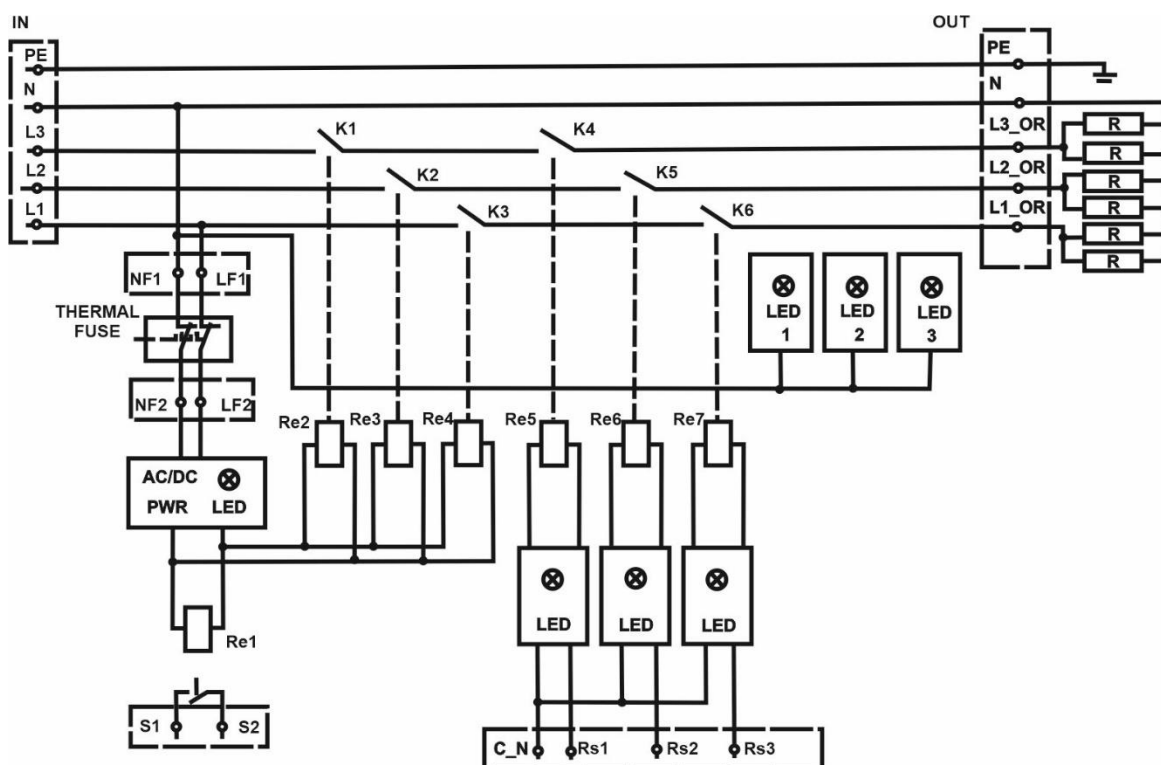 IN
OUT
PE
PE
N
N
L3
K1
K4
L3_OR
R
R
L2
K2
K5
L2_OR
R
R
L1
K3
K6
L1_OR
R
R
NF1 LF1
THERMAL
FUSE
LED
1
LED
2
LED
3
NF2 LF2
Re2
Re3
Re4
Re5
Re6
Re7
AC/DC
PWR LED
LED
LED
LED
Re1
S1 S2
C_N Rs1 Rs2 Rs3